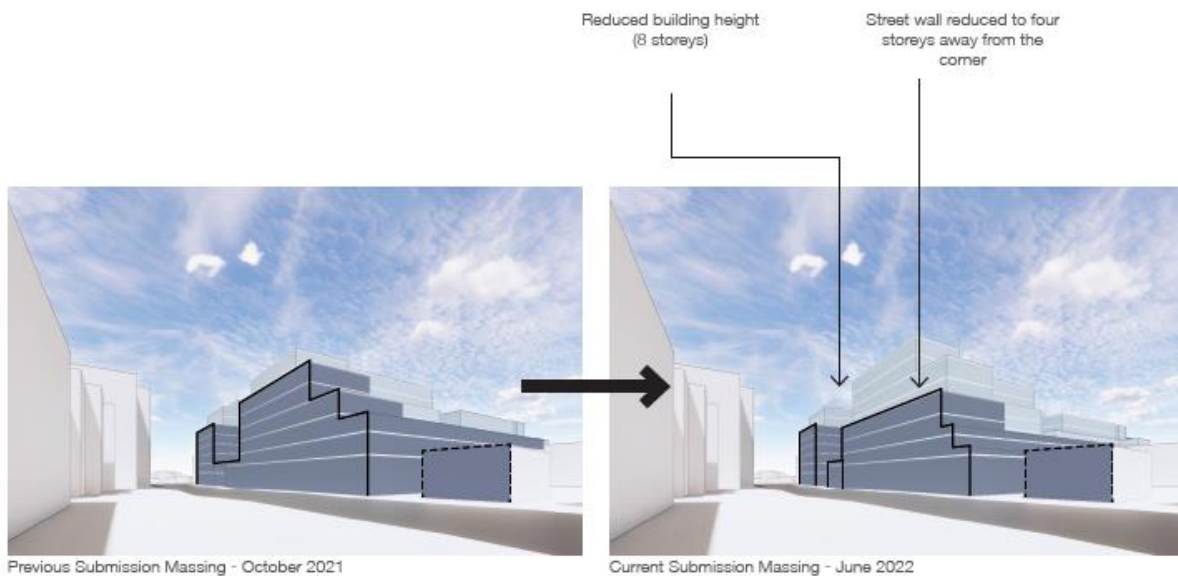 Reduced building height
(8 storeys)
Street wall reduced to four
storeys away from the
corner
Previous Submission Massing - October 2021
Current Submission Massing - June 2022